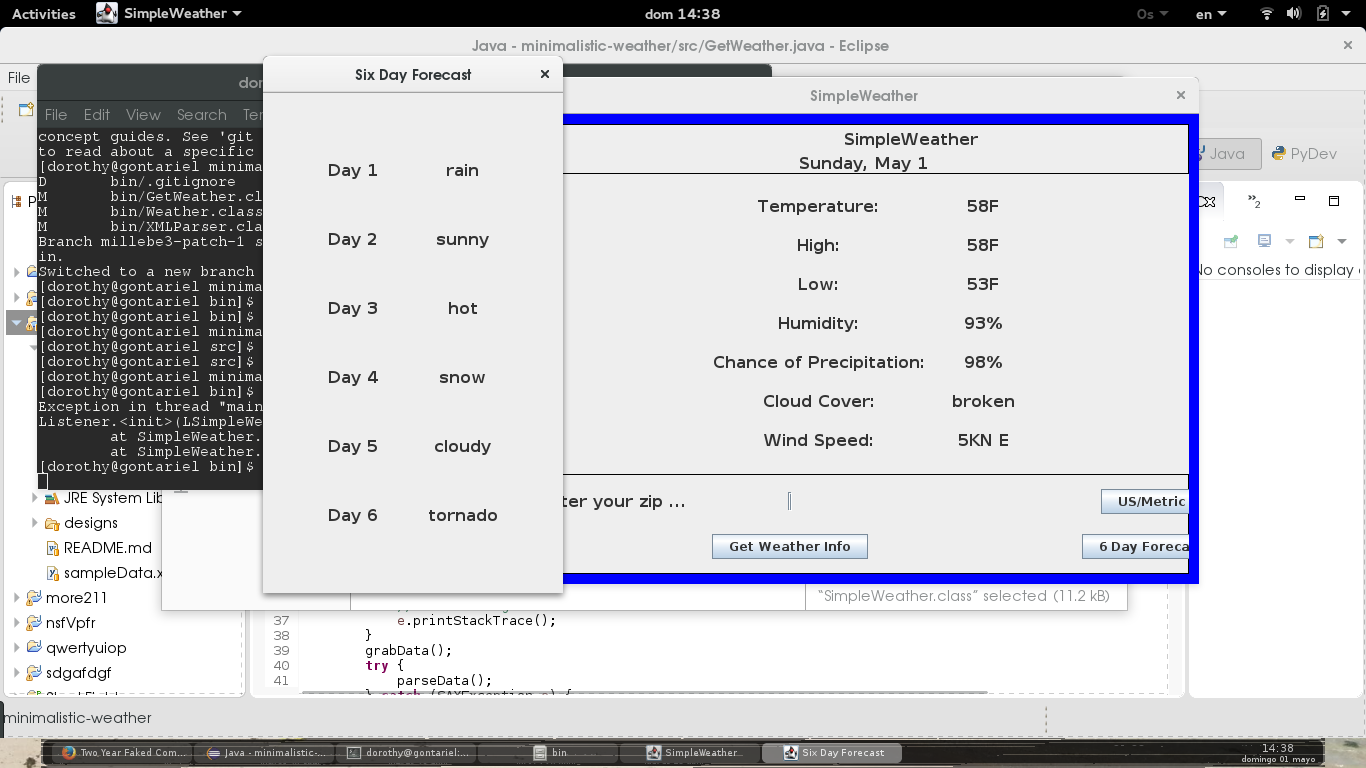 Activities SimpleWeather dom 14:38 en
Java - minimalistic-weather/src/GetWeather.java - Eclipse
File
Six Day Forecast
Day 1 rain
Day 2 sunny
Day 3 hot
Day 4 snow
Day 5 cloudy
Day 6 tornado
File Edit View Search
concept guides. See 'git
to read about a specific
[dorothy@gontariel minima
D bin/.gitignore
M bin/GetWeather.cl
M bin/Weather.class
M bin/XMLParser.cla
Branch millebe3-patch-1 s
in.
Switched to a new branch
[dorothy@gontariel minima
[dorothy@gontariel bin]$
[dorothy@gontariel bin]$
[dorothy@gontariel minima
[dorothy@gontariel src]$
[dorothy@gontariel src]$
[dorothy@gontariel minima
[dorothy@gontariel bin]$
Exception in thread "main
Listener.<init>(LSimpleWe
at SimpleWeather.
at SimpleWeather.
[dorothy@gontariel bin]$
SimpleWeather
SimpleWeather
Sunday, May 1
Temperature: 58F
High: 58F
Low: 53F
Humidity: 93%
Chance of Precipitation: 98%
Cloud Cover: broken
Wind Speed: 5KN E
ter your zip ...
US/Metric
Get Weather Info
6 Day Foreca
Java PyDev
No consoles to display
JRE System Lib
designs
README.md
sampleData.x
more211
nsfVpfr
qwertyuiop
sdgafdgf
"SimpleWeather.class" selected (11.2 kB)
37 e.printStackTrace();
38 }
39 grabData();
40 try {
41 parseData();
minimalistic-weather
Two Year Faked Com...
Java - minimalistic-...
dorothy@gontariel:...
bin
SimpleWeather
Six Day Forecast
14:38
domingo 01 mayo